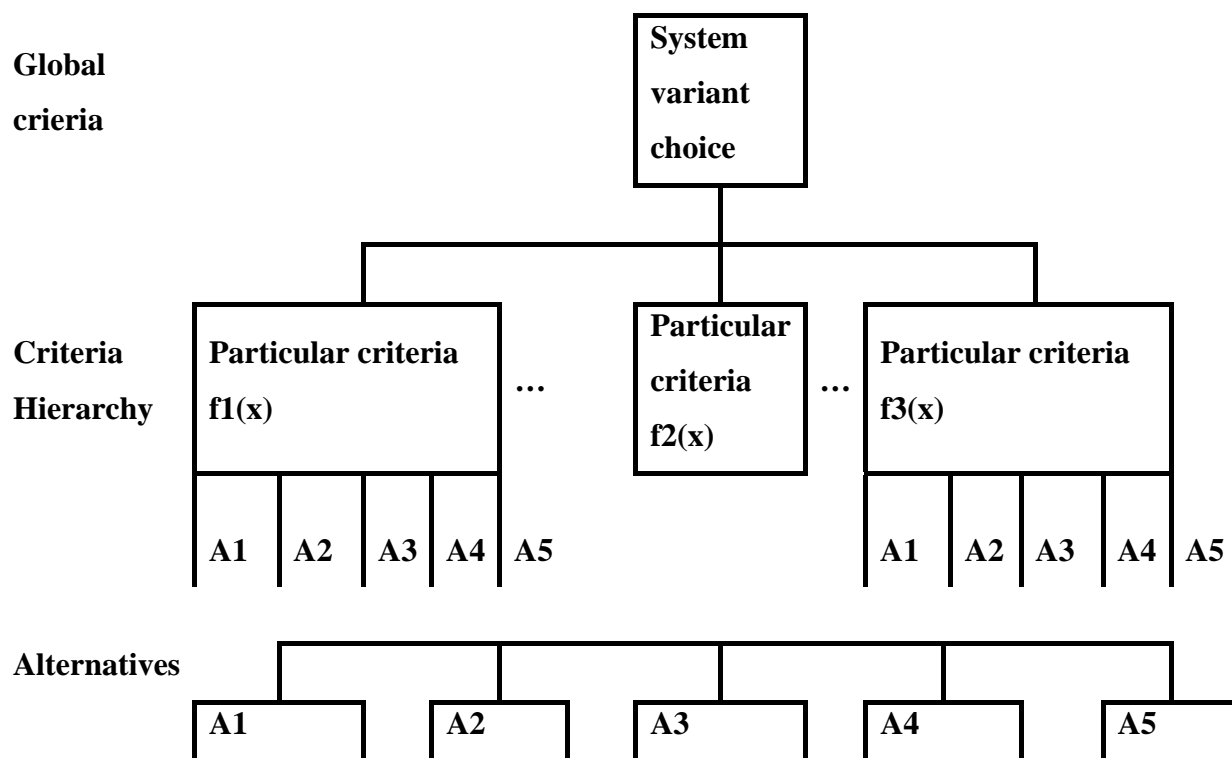 System
Global
variant
crieria
choice
Particular
Criteria
Particular criteria
Particular criteria
criteria
…
…
Hierarchy
f1(x)
f3(x)
f2(x)
A1 A2 A3 A4 A5
A1 A2 A3 A4 A5
Alternatives
A1 A2 A3 A4 A5